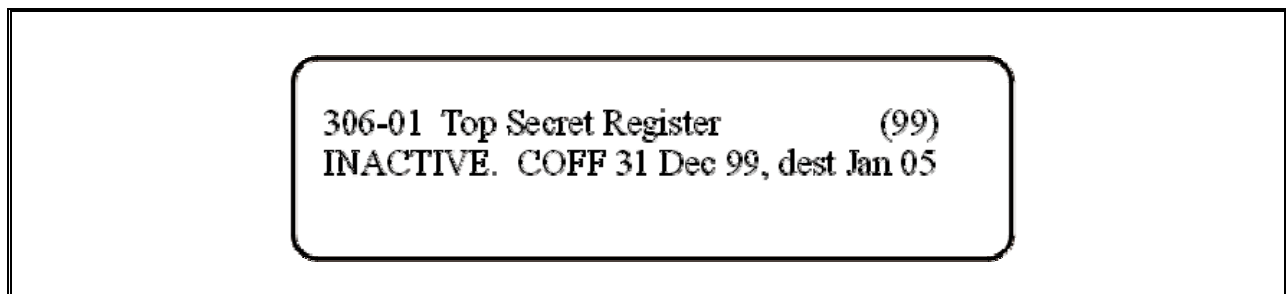 306-01 Top Secret Register (99)
INACTIVE. COFF 31 Dec 99, dest Jan 05